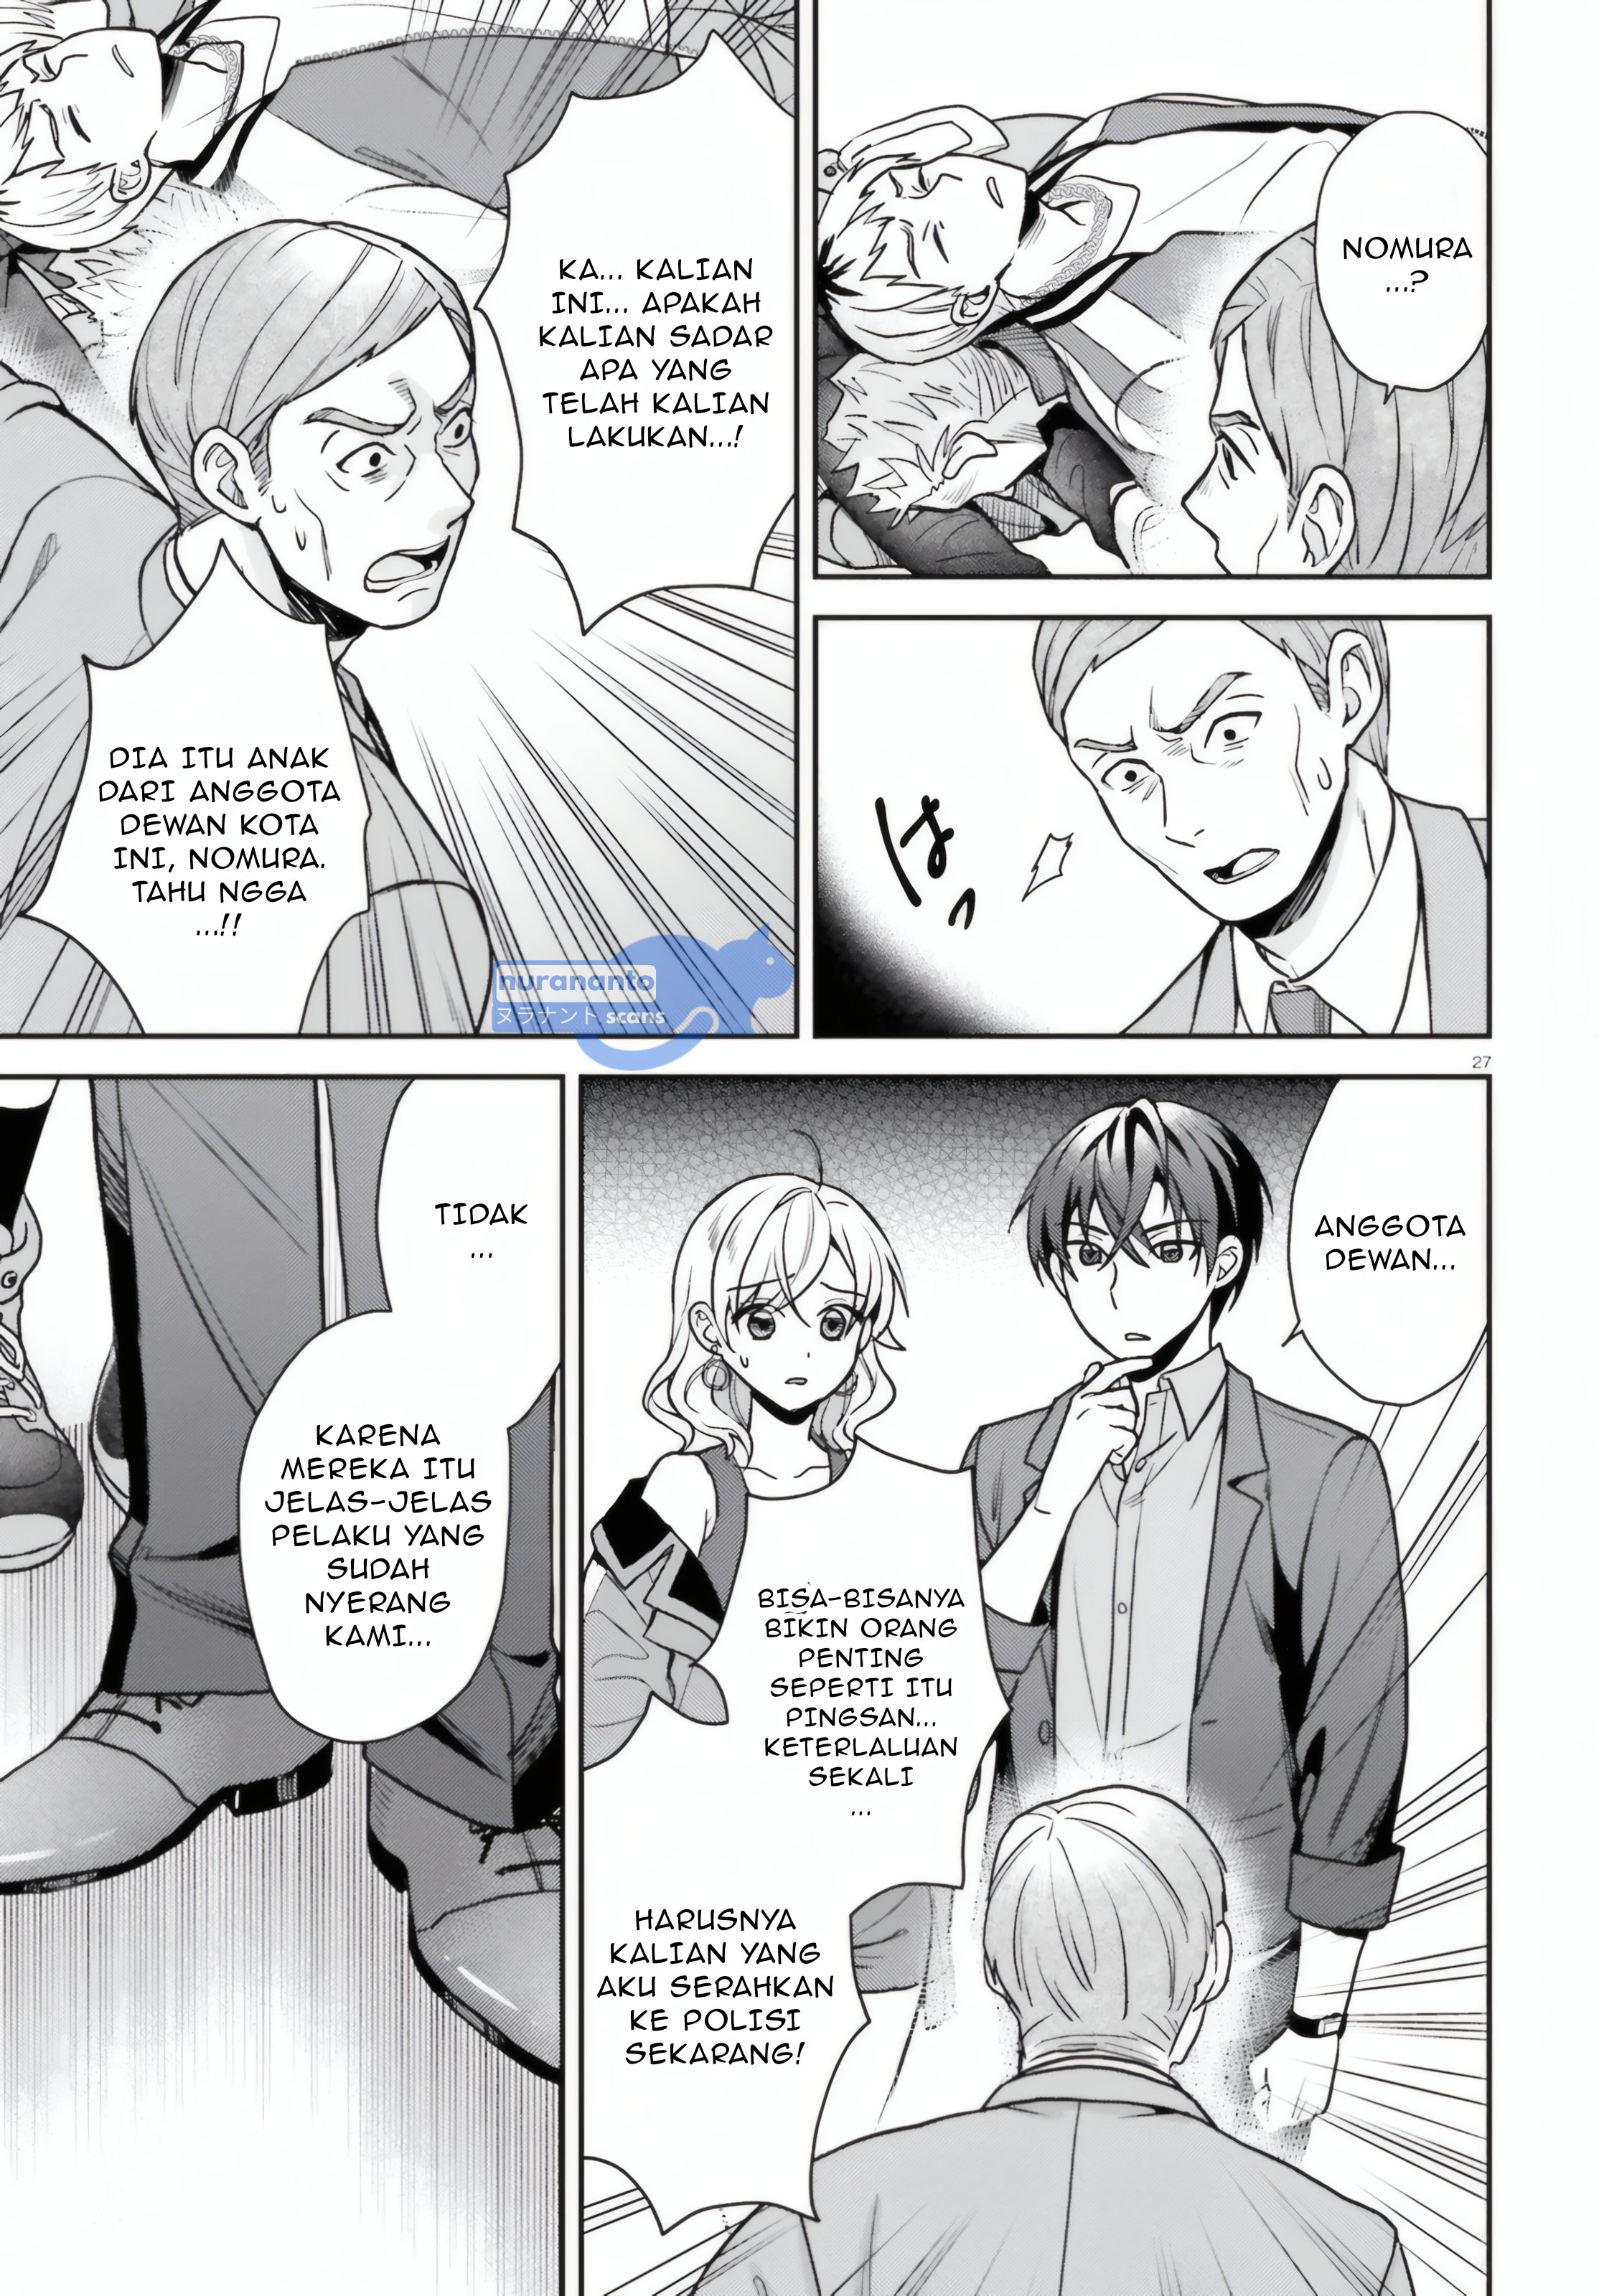 NOMURA
...?
はっ
KA... KALIAN
INI... APAKAH
KALIAN SADAR
APA YANG
TELAH KALIAN
LAKUKAN...!
DIA ITU ANAK
DARI ANGGOTA
DEWAN KOTA
INI, NOMURA.
TAHU NGGA
...!!
nurananto
ヌラナント scans
27
ANGGOTA
DEWAN...
BISA-BISANYA
BIKIN ORANG
PENTING
SEPERTI ITU
PINGSAN...
KETERLALUAN
SEKALI
...
HARUSNYA
KALIAN YANG
AKU SERAHKAN
KE POLISI
SEKARANG!
TIDAK
...
KARENA
MEREKA ITU
JELAS-JELAS
PELAKU YANG
SUDAH
NYERANG
KAMI...